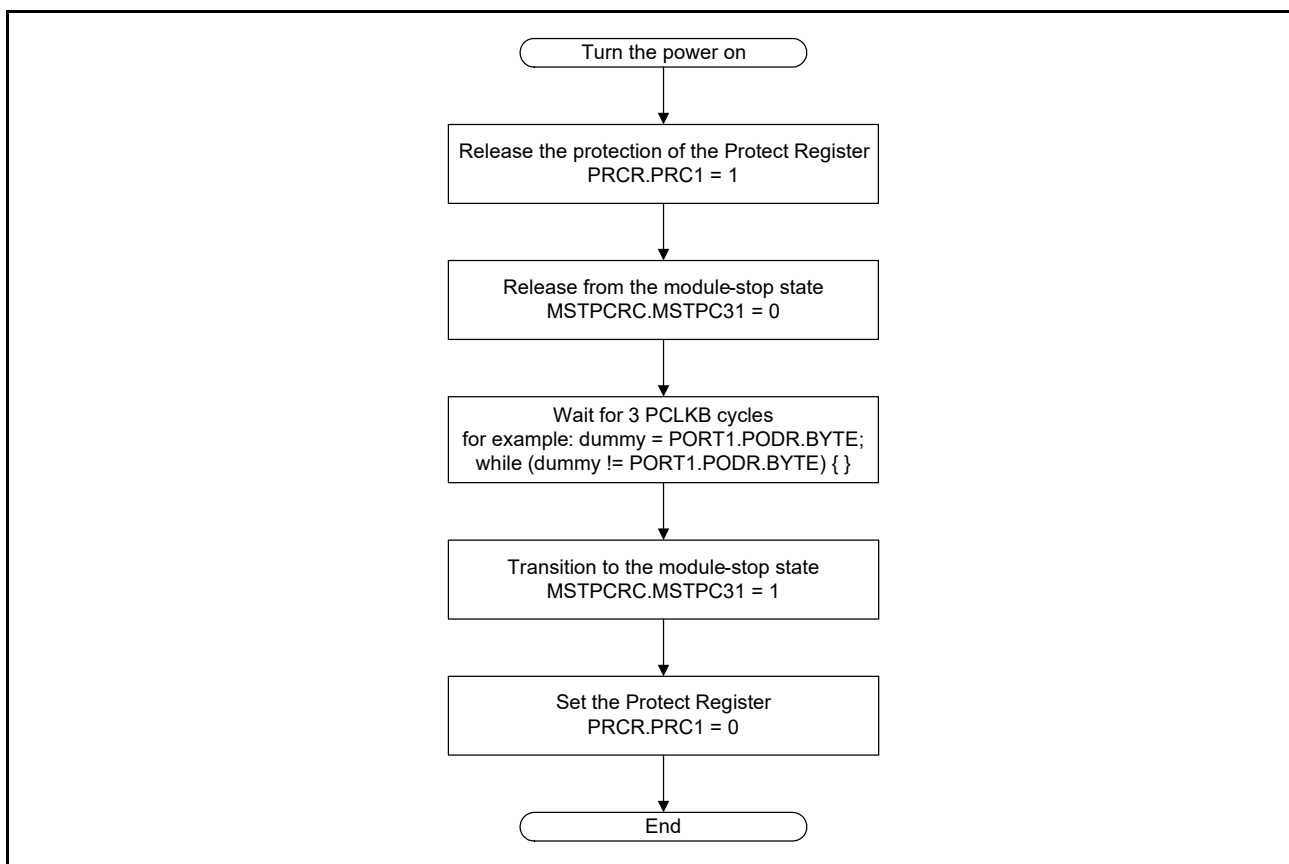 Turn the power on
Release the protection of the Protect Register
PRCR.PRC1 = 1
Release from the module-stop state
MSTPCRC.MSTPC31 = 0
Wait for 3 PCLKB cycles
for example: dummy = PORT1.PODR.BYTE;
while (dummy != PORT1.PODR.BYTE) { }
Transition to the module-stop state
MSTPCRC.MSTPC31 = 1
Set the Protect Register
PRCR.PRC1 = 0
End